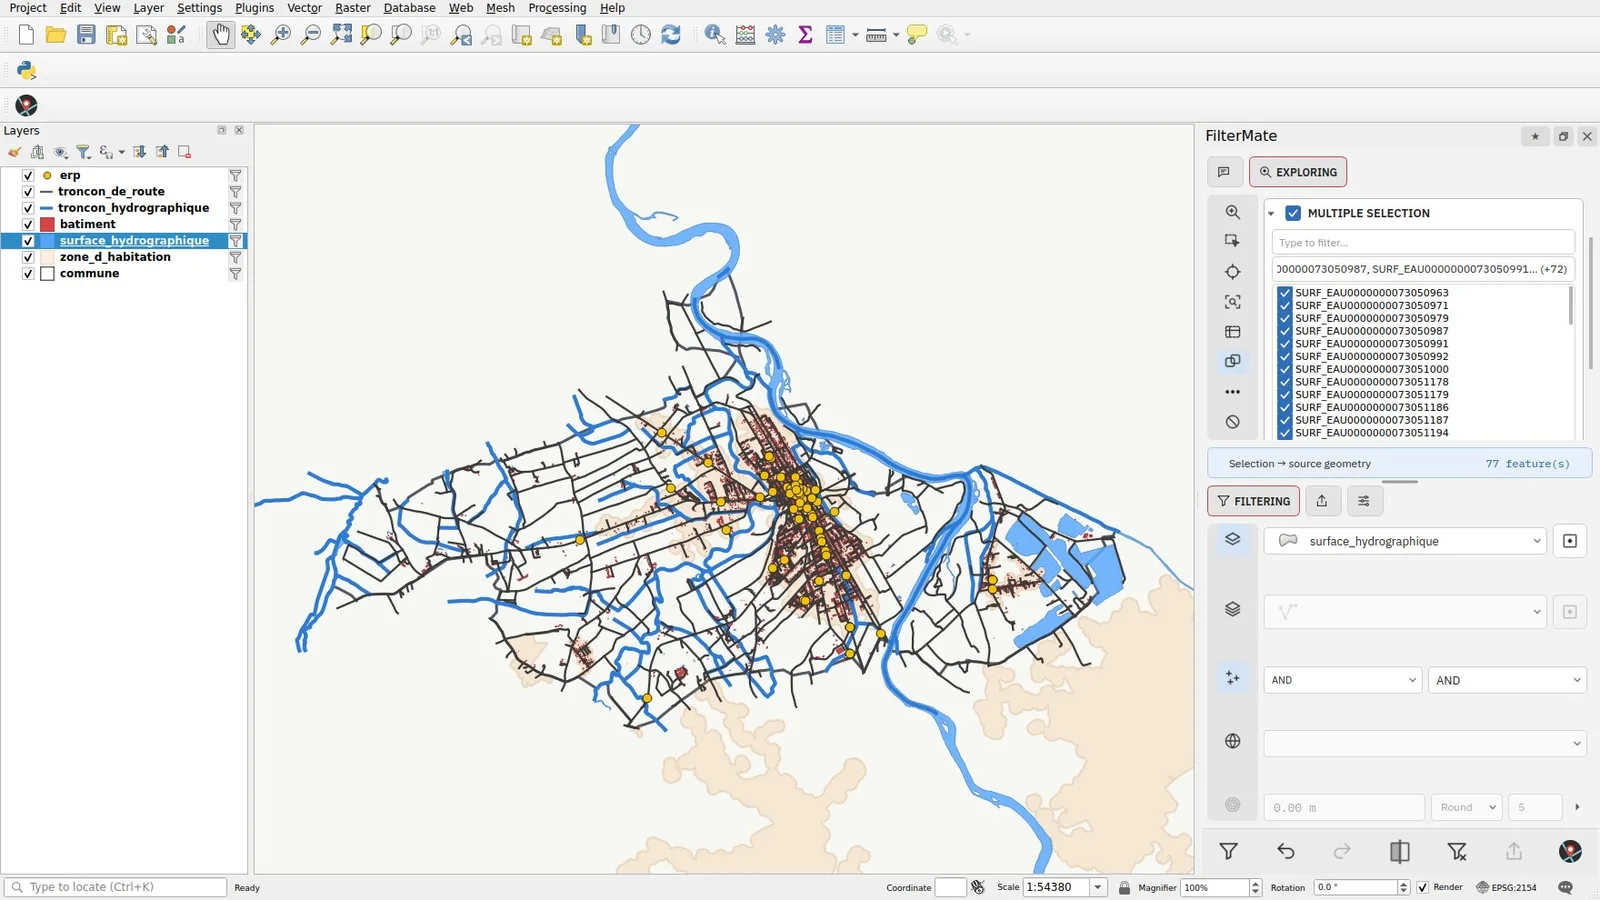 Project Edit View Layer Settings Plugins Vector Raster Database Web Mesh Processing Help
Layers
erp
troncon_de_route
troncon_hydrographique
batiment
surface_hydrographique
zone_d_habitation
commune
FilterMate
EXPLORING
MULTIPLE SELECTION
Type to filter...
00000073050987, SURF_EAU0000000073050991... (+72)
SURF_EAU0000000073050963
SURF_EAU0000000073050971
SURF_EAU0000000073050979
SURF_EAU0000000073050987
SURF_EAU0000000073050991
SURF_EAU0000000073050992
SURF_EAU0000000073051000
SURF_EAU0000000073051178
SURF_EAU0000000073051179
SURF_EAU0000000073051186
SURF_EAU0000000073051187
SURF_EAU0000000073051194
Selection → source geometry 77 feature(s)
FILTERING
surface_hydrographique
AND AND
0.00 m Round 5
Type to locate (Ctrl+K) Ready Coordinate Scale 1:54380 Magnifier 100% Rotation 0.0 ° Render EPSG:2154